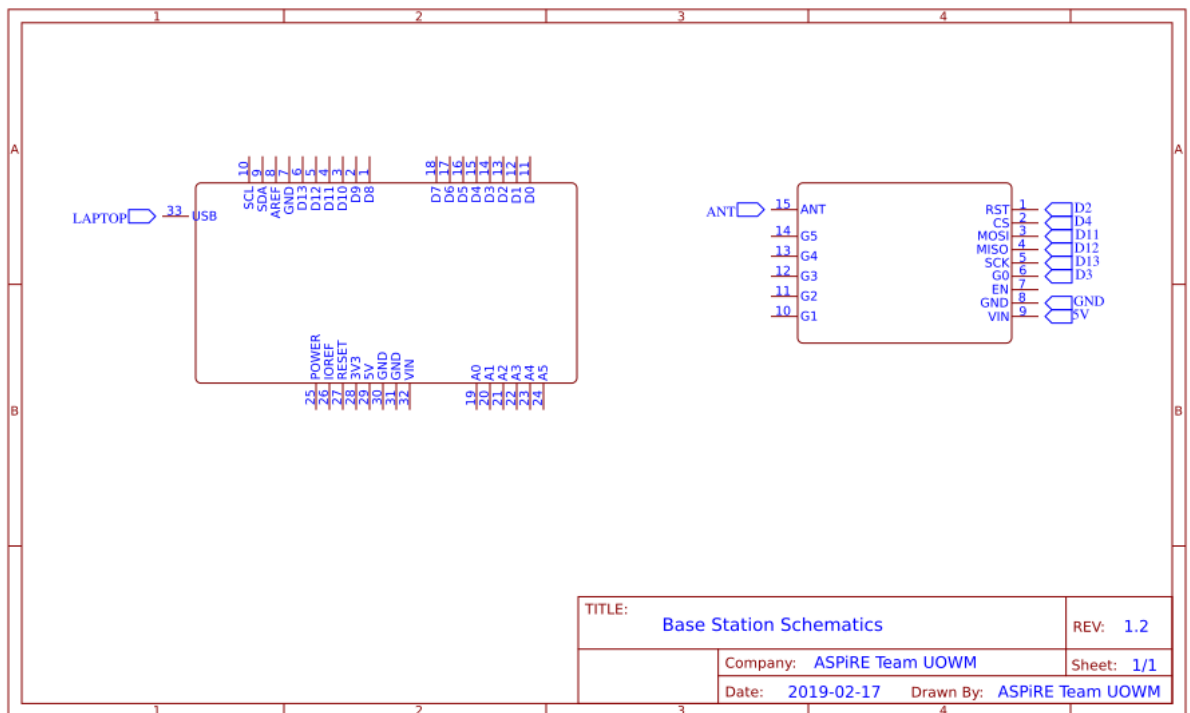 1 2 3 4
A A
B B
10 9 8 7 6 5 4 3 2 1
SCL SDA AREF GND D13 D12 D11 D10 D9 D8
18 17 16 15 14 13 12 11
D7 D6 D5 D4 D3 D2 D1 D0
LAPTOP 33 USB
POWER IOREF RESET 3V3 5V GND GND VIN
25 26 27 28 29 30 31 32
A0 A1 A2 A3 A4 A5
19 20 21 22 23 24
ANT 15 ANT
14 G5
13 G4
12 G3
11 G2
10 G1
RST 1 D2
CS 2 D4
MOSI 3 D11
MISO 4 D12
SCK 5 D13
G0 6 D3
EN 7
GND 8 GND
VIN 9 5V
TITLE:
Base Station Schematics
REV: 1.2
Company: ASPiRE Team UOWM
Sheet: 1/1
Date: 2019-02-17 Drawn By: ASPiRE Team UOWM
1 2 3 4